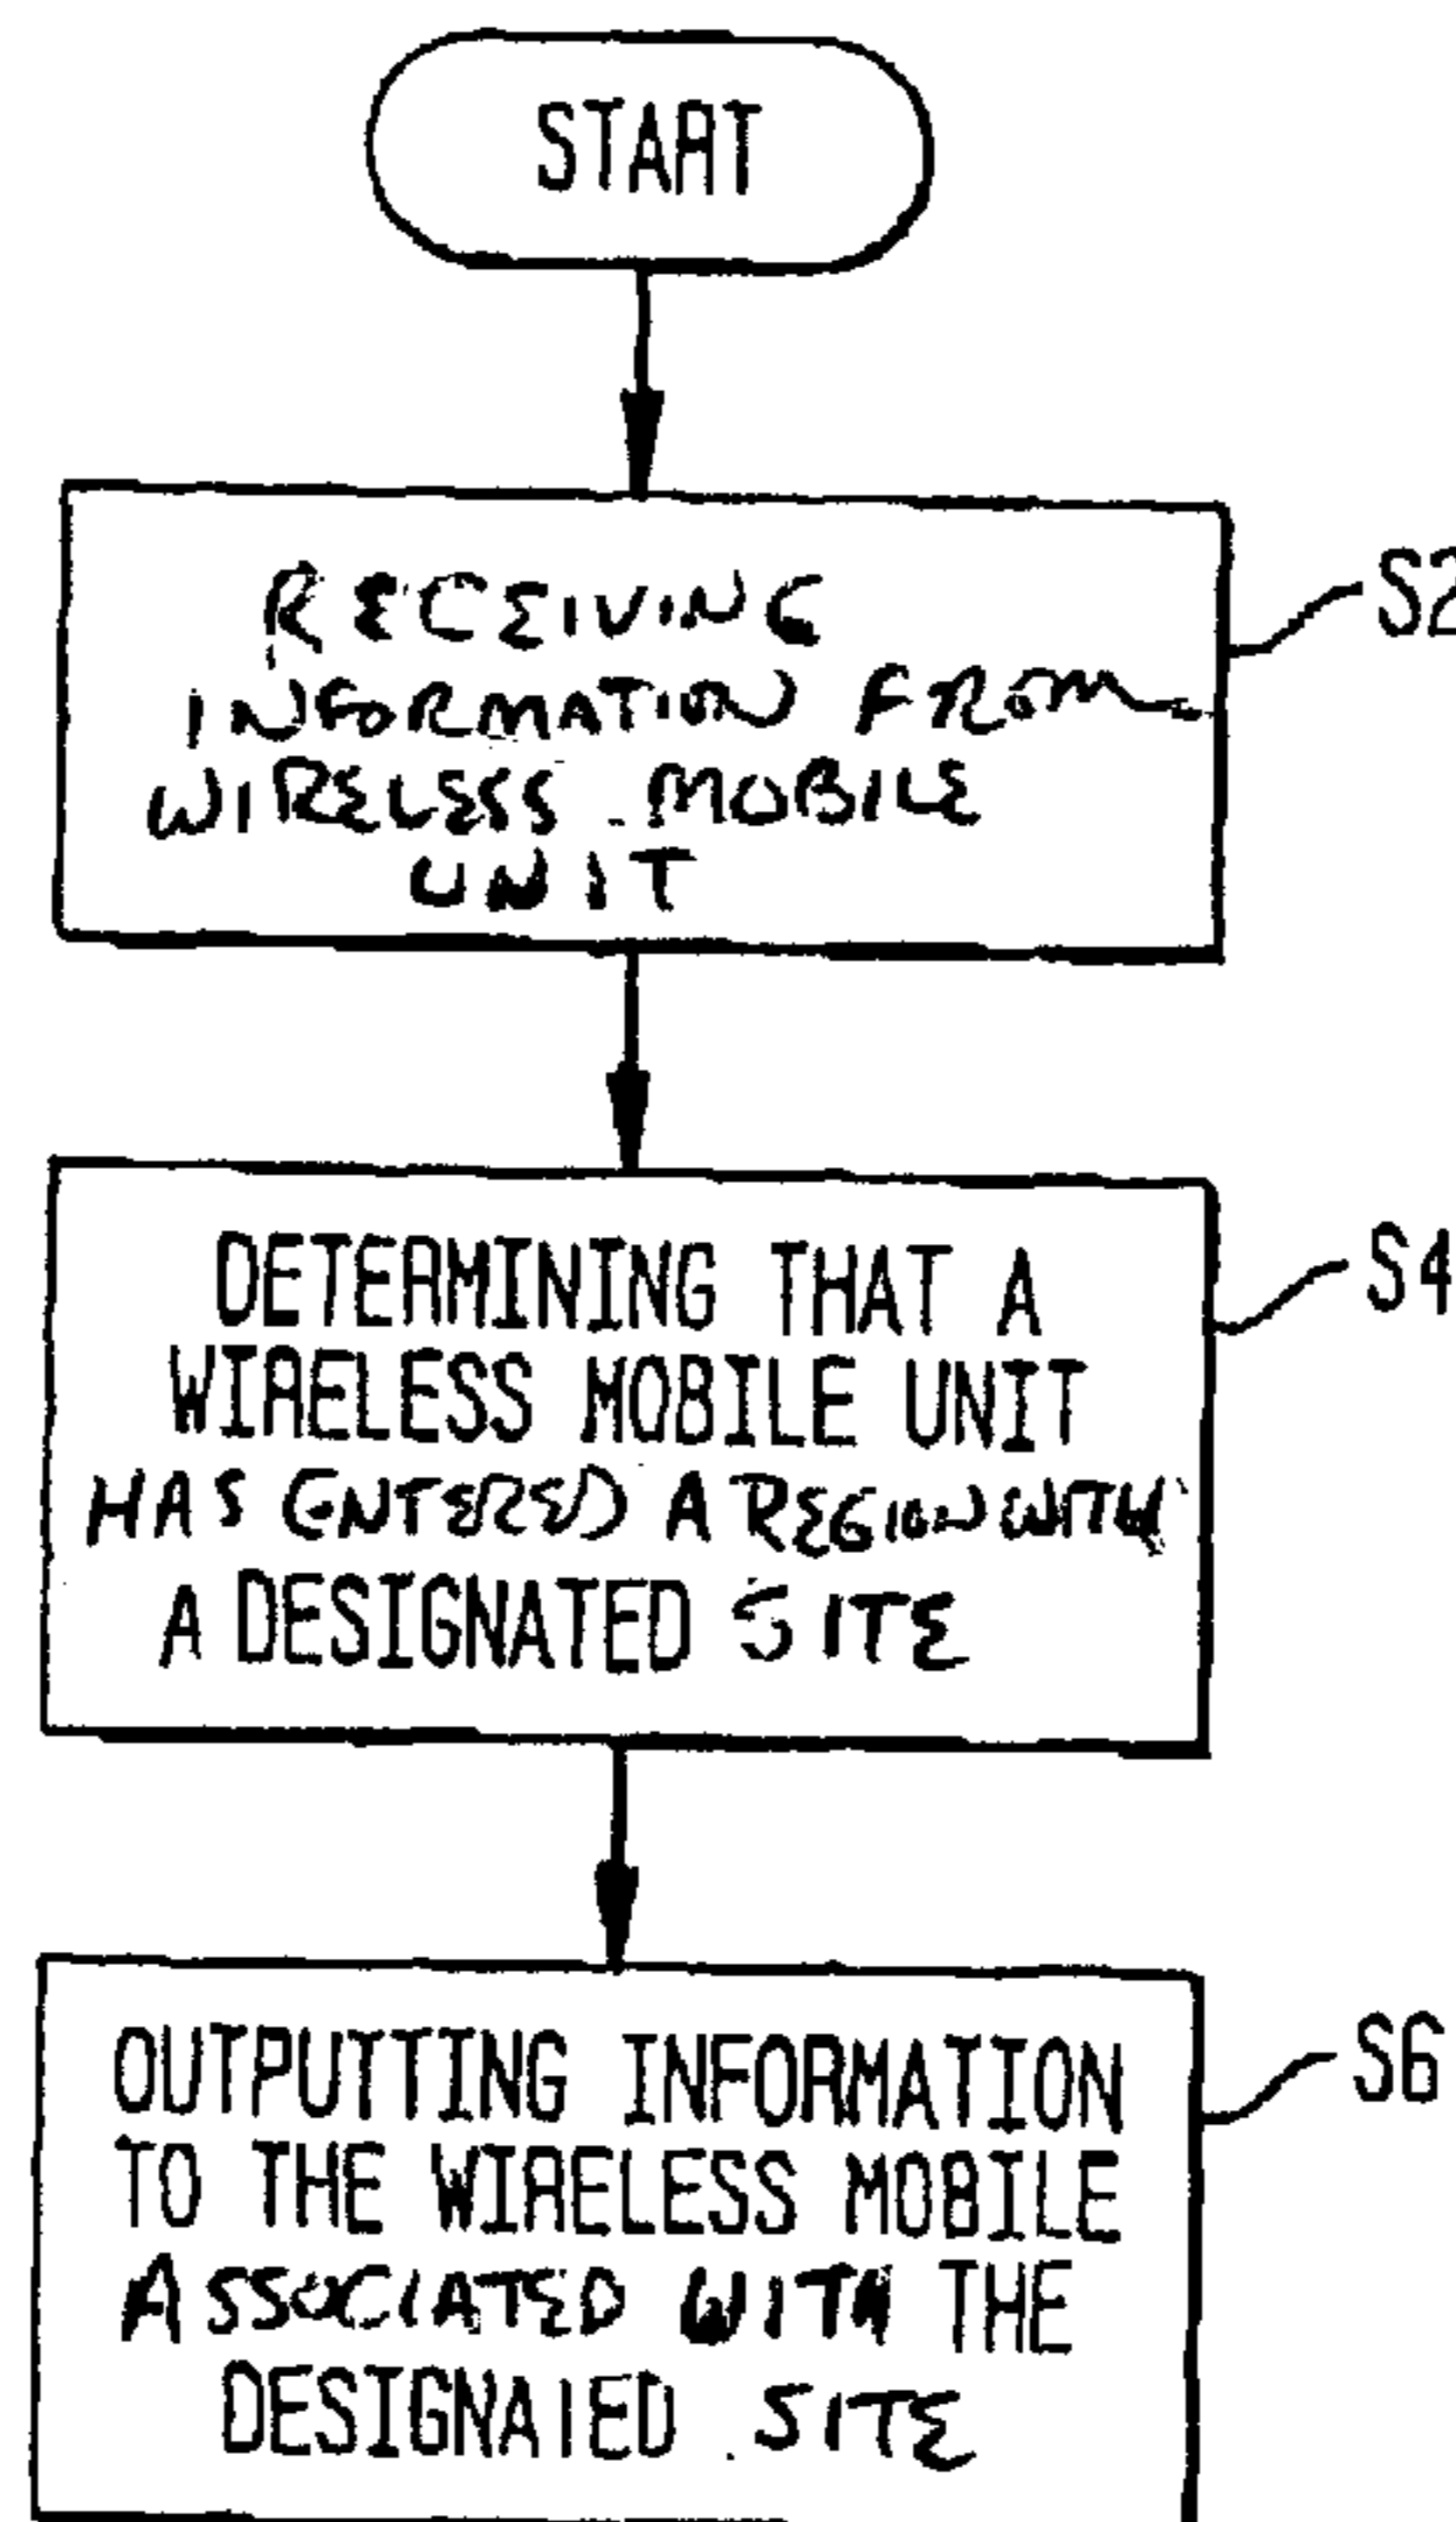 START
RECEIVING
INFORMATION FROM
WIRELESS MOBILE
UNIT
S2
DETERMINING THAT A
WIRELESS MOBILE UNIT
HAS ENTERED A REGION WITH
A DESIGNATED SITE
S4
OUTPUTTING INFORMATION
TO THE WIRELESS MOBILE
ASSOCIATED WITH THE
DESIGNATED SITE
S6